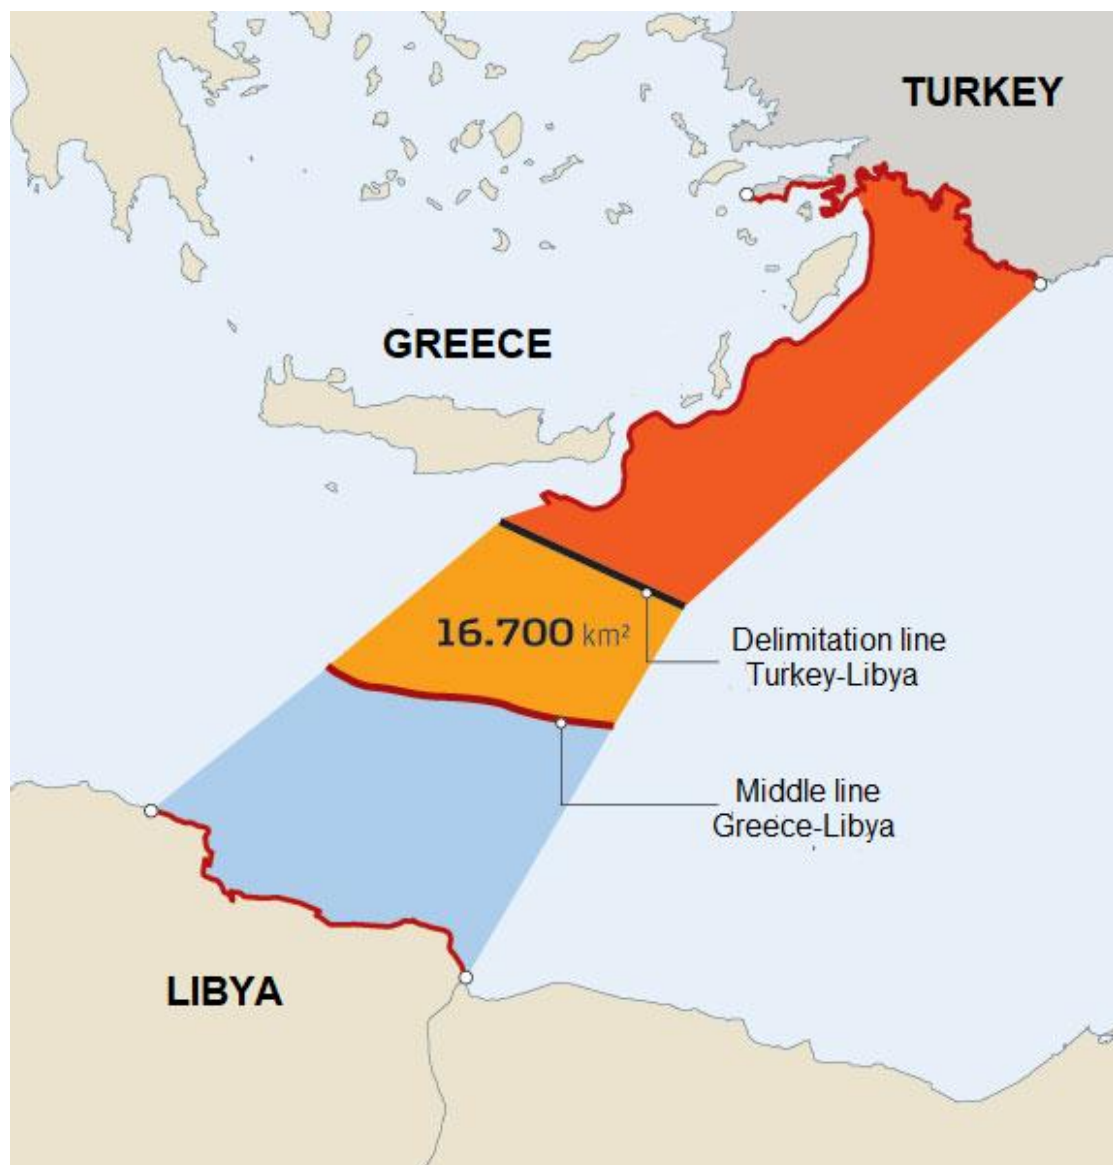 TURKEY
GREECE
16.700 km²
Delimitation line
Turkey-Libya
Middle line
Greece-Libya
LIBYA